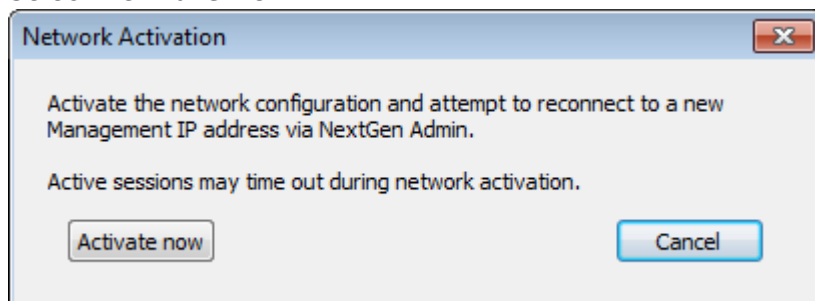 Network Activation
Activate the network configuration and attempt to reconnect to a new
Management IP address via NextGen Admin.
Active sessions may time out during network activation.
Activate now
Cancel